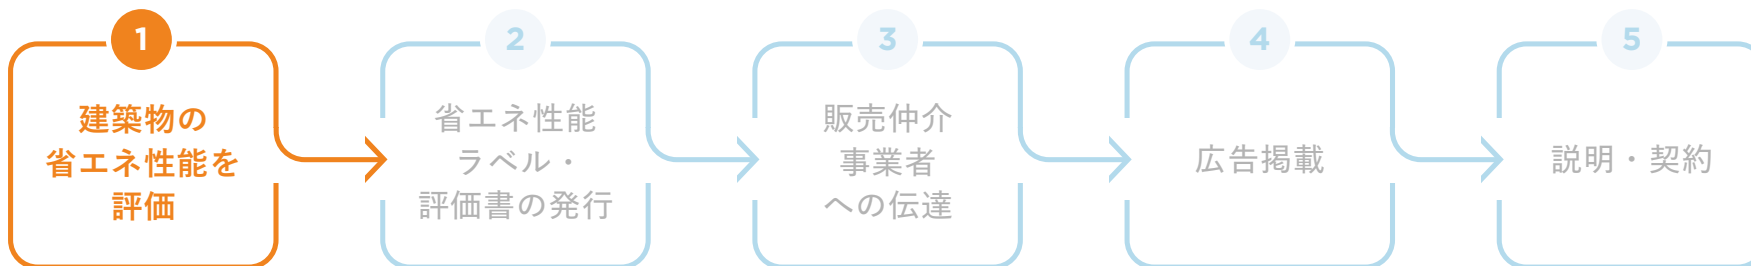 1
建築物の
省エネ性能を
評価
2
省エネ性能
ラベル・
評価書の発行
3
販売仲介
事業者
への伝達
4
広告掲載
5
説明・契約